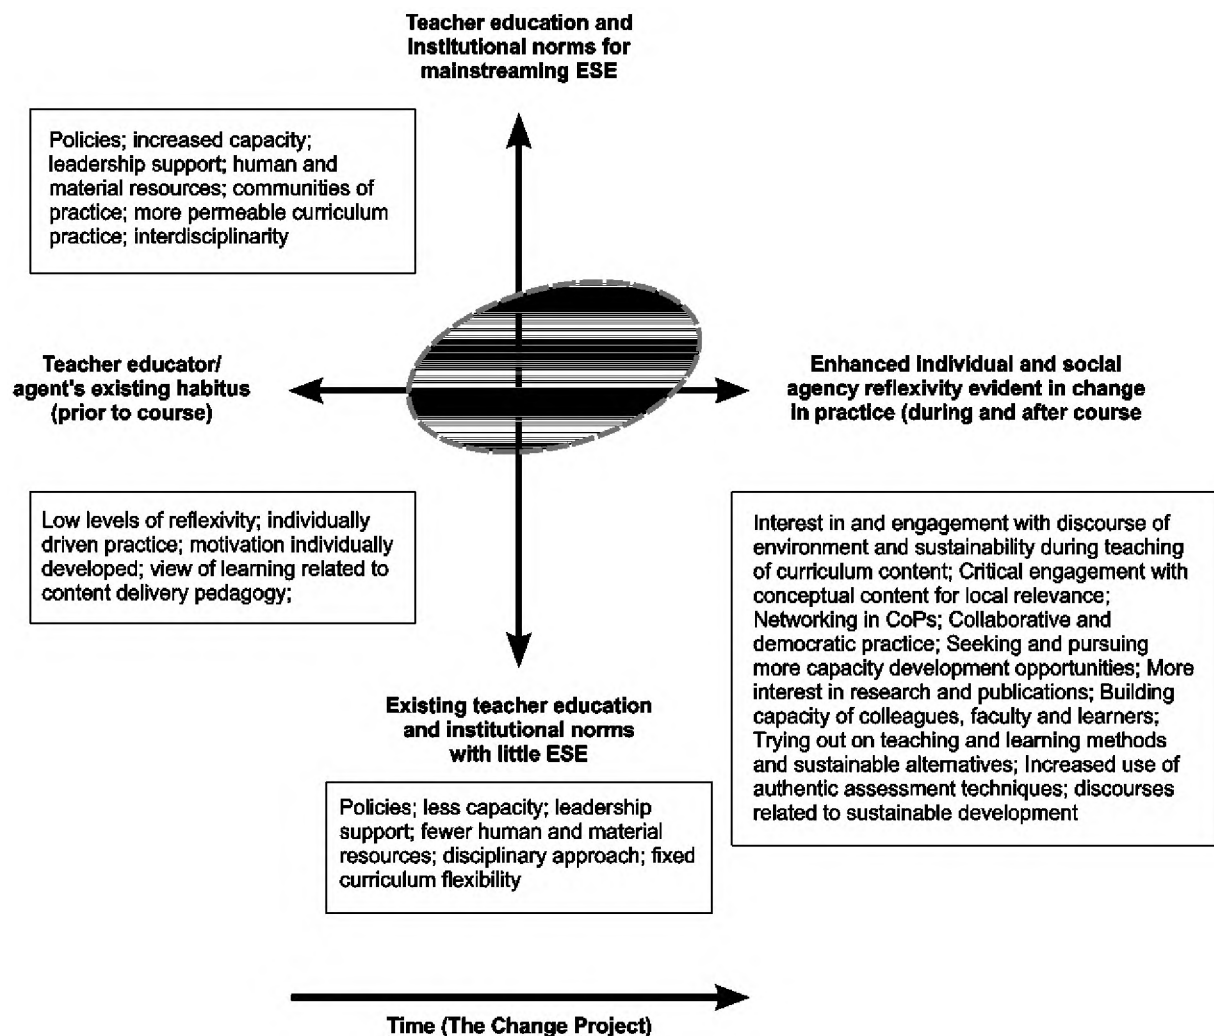 Teacher education and
institutional norms for
mainstreaming ESE
Policies; increased capacity;
leadership support; human and
material resources; communities of
practice; more permeable curriculum
practice; interdisciplinarity
Teacher educator/
agent's existing habitus
(prior to course)
Enhanced individual and social
agency reflexivity evident in change
in practice (during and after course
Low levels of reflexivity; individually
driven practice; motivation individually
developed; view of learning related to
content delivery pedagogy;
Interest in and engagement with discourse of
environment and sustainability during teaching
of curriculum content; Critical engagement with
conceptual content for local relevance;
Networking in CoPs; Collaborative and
democratic practice; Seeking and pursuing
more capacity development opportunities; More
interest in research and publications; Building
capacity of colleagues, faculty and learners;
Trying out on teaching and learning methods
and sustainable alternatives; Increased use of
authentic assessment techniques; discourses
related to sustainable development
Existing teacher education
and institutional norms
with little ESE
Policies; less capacity; leadership
support; fewer human and material
resources; disciplinary approach; fixed
curriculum flexibility
Time (The Change Project)